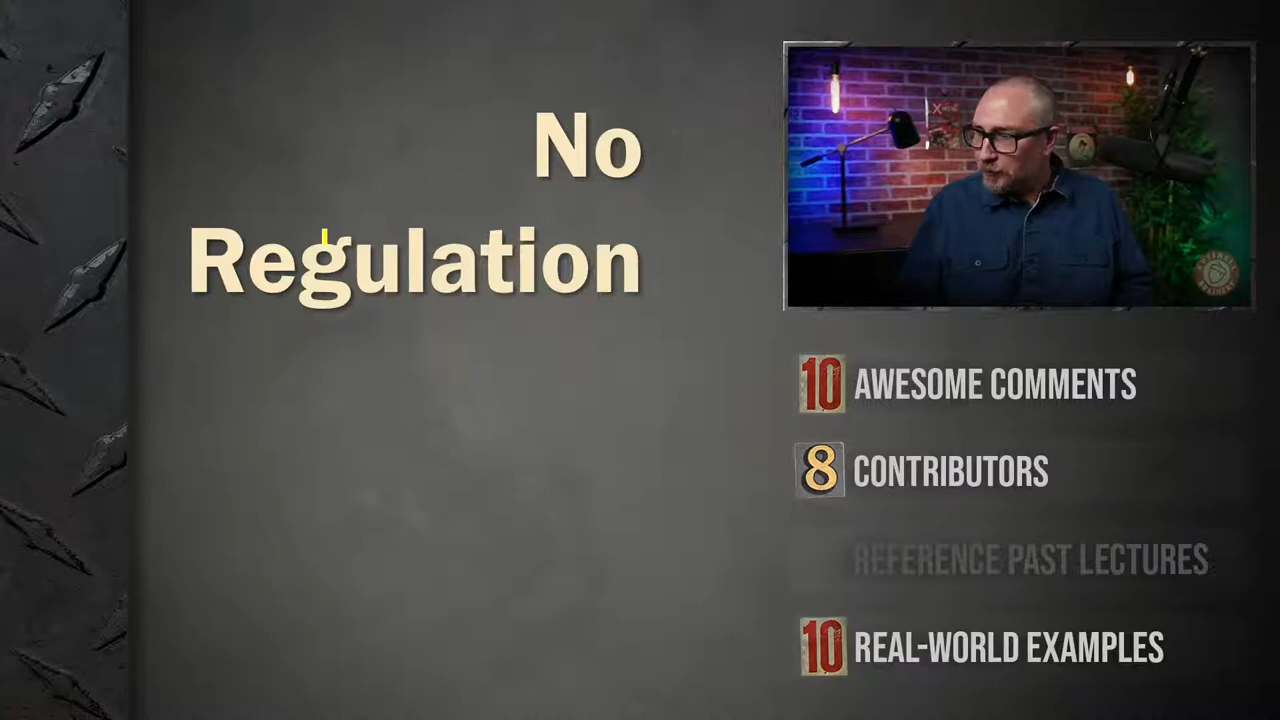 No
Regulation
10 AWESOME COMMENTS
8 CONTRIBUTORS
REFERENCE PAST LECTURES
10 REAL-WORLD EXAMPLES